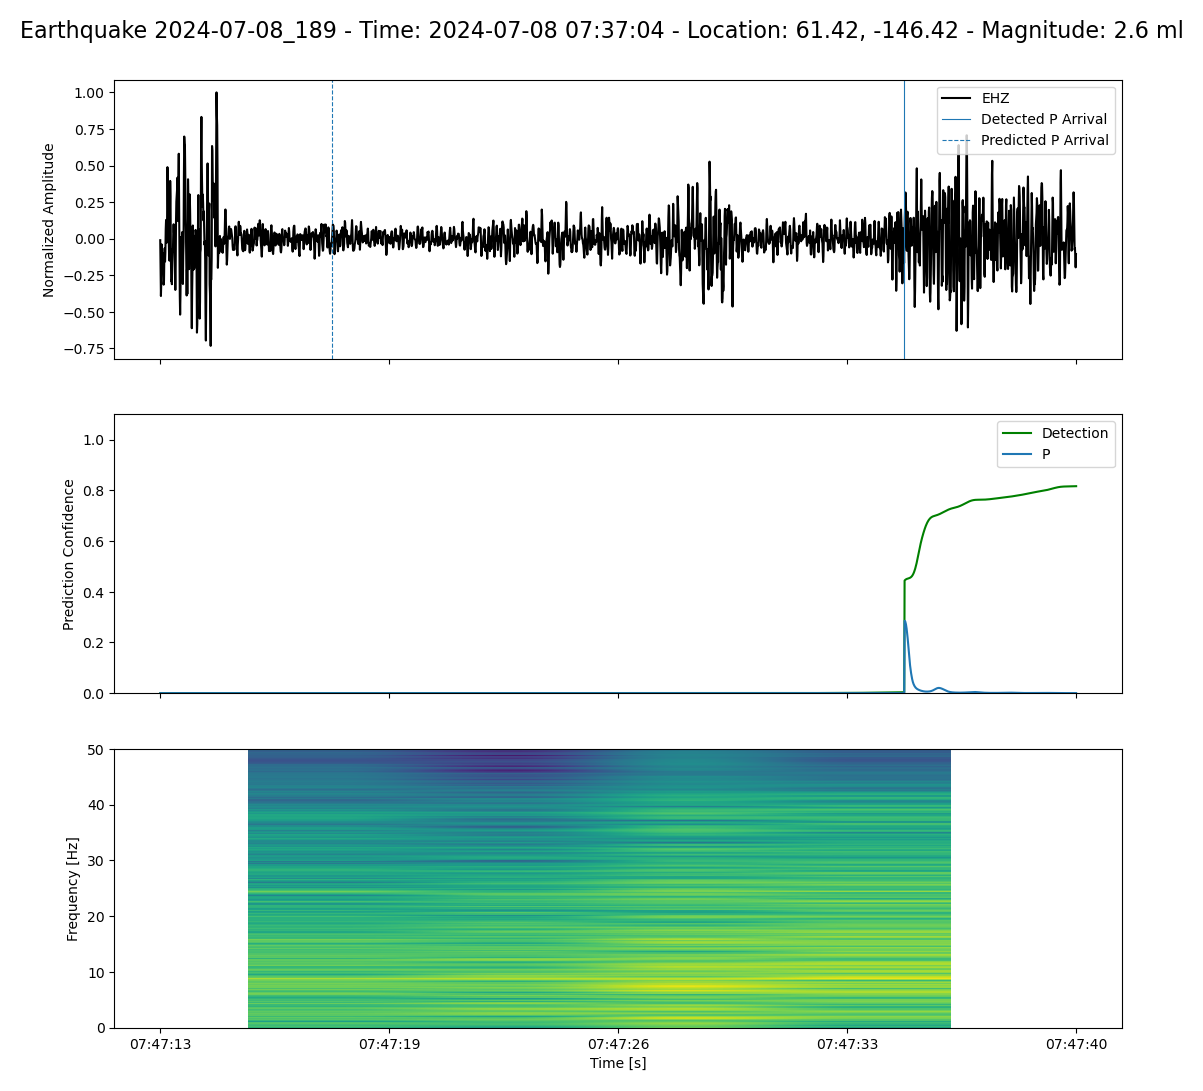 Earthquake 2024-07-08_189 - Time: 2024-07-08 07:37:04 - Location: 61.42, -146.42 - Magnitude: 2.6 ml
Normalized Amplitude
1.00
0.75
0.50
0.25
0.00
−0.25
−0.50
−0.75
EHZ
Detected P Arrival
Predicted P Arrival
Prediction Confidence
1.0
0.8
0.6
0.4
0.2
0.0
Detection
P
Frequency [Hz]
50
40
30
20
10
0
07:47:13 07:47:19 07:47:26 07:47:33 07:47:40
Time [s]